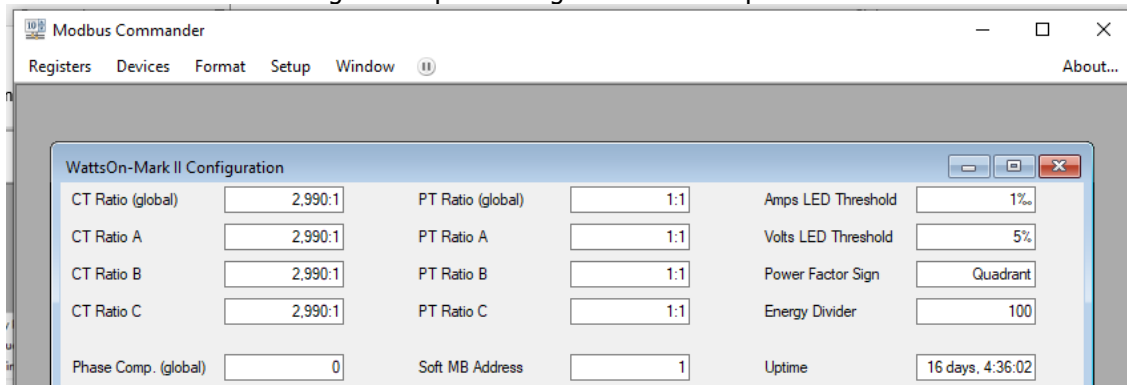 Modbus Commander
Registers Devices Format Setup Window About...
WattsOn-Mark II Configuration
CT Ratio (global) 2,990:1 PT Ratio (global) 1:1 Amps LED Threshold 1‰
CT Ratio A 2,990:1 PT Ratio A 1:1 Volts LED Threshold 5%
CT Ratio B 2,990:1 PT Ratio B 1:1 Power Factor Sign Quadrant
CT Ratio C 2,990:1 PT Ratio C 1:1 Energy Divider 100
Phase Comp. (global) 0 Soft MB Address 1 Uptime 16 days, 4:36:02